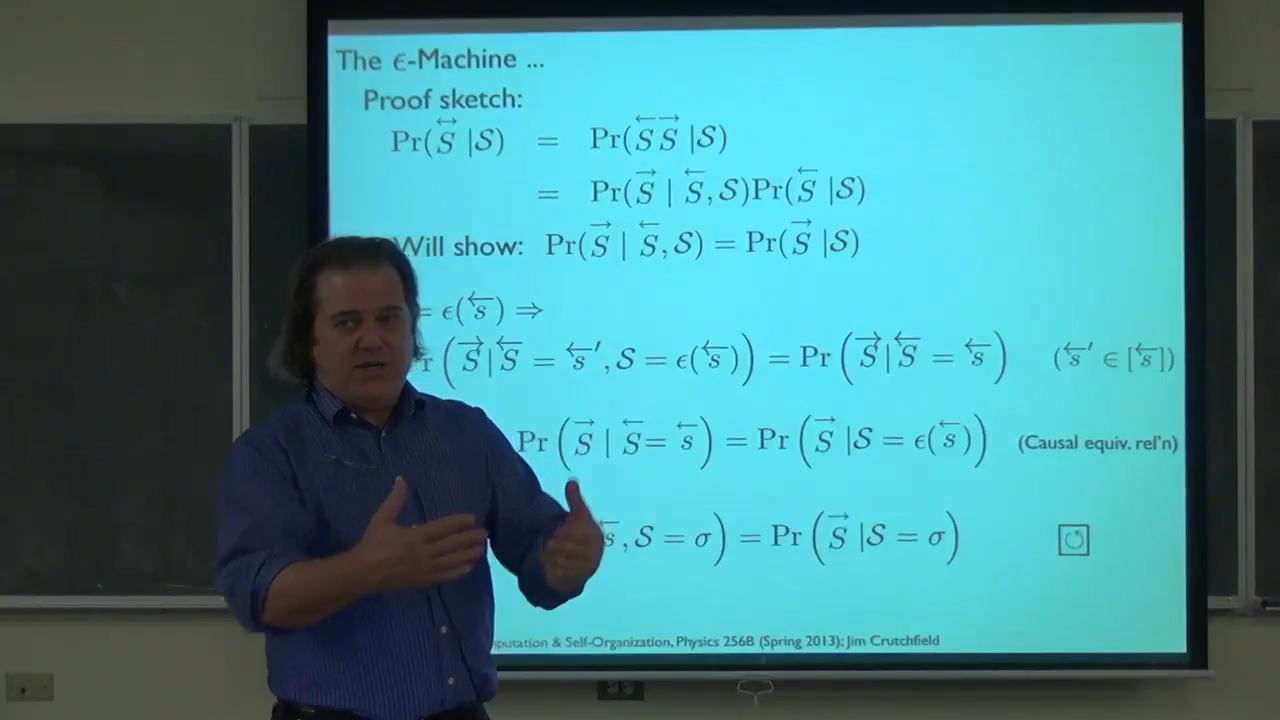 The ϵ-Machine ...
Proof sketch:
Pr(S⃡ |𝒮) = Pr(S⃖ S⃗ |𝒮)
= Pr(S⃗ | S⃖, 𝒮)Pr(S⃖ |𝒮)
Will show: Pr(S⃗ | S⃖, 𝒮) = Pr(S⃗ |𝒮)
= ϵ(s⃖) ⇒
r(S⃗|S⃖ = s⃖′, 𝒮 = ϵ(s⃖)) = Pr(S⃗|S⃖ = s⃖) (s⃖′ ∈ [s⃖])
Pr(S⃗ | S⃖ = s⃖) = Pr(S⃗ |𝒮 = ϵ(s⃖)) (Causal equiv. rel'n)
s⃖, 𝒮 = σ) = Pr(S⃗ |𝒮 = σ)
putation & Self-Organization, Physics 256B (Spring 2013); Jim Crutchfield